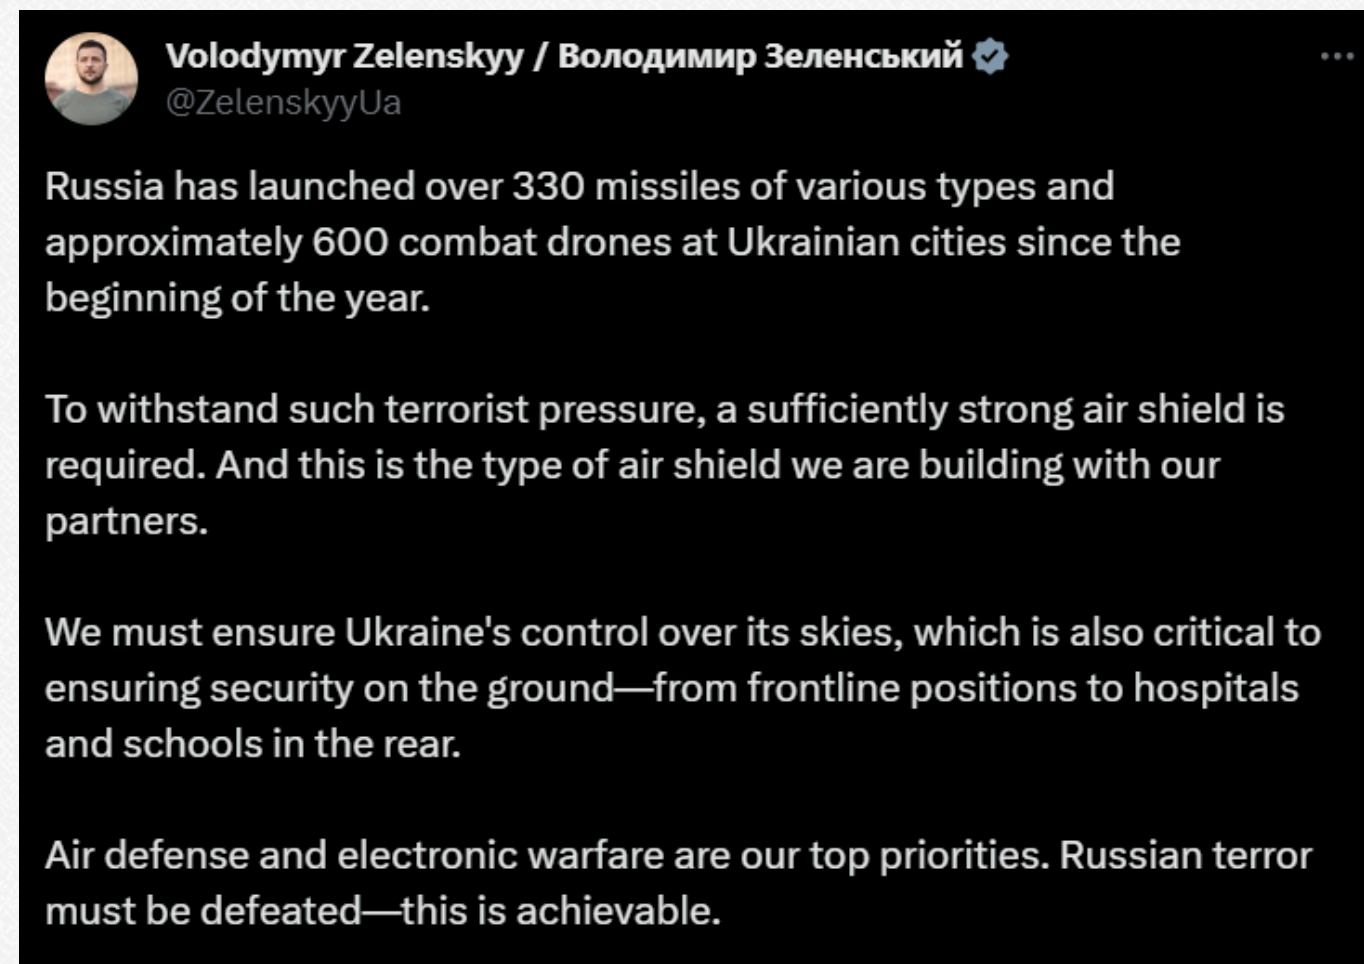 Volodymyr Zelenskyy / Володимир Зеленський
@ZelenskyyUa
Russia has launched over 330 missiles of various types and
approximately 600 combat drones at Ukrainian cities since the
beginning of the year.
To withstand such terrorist pressure, a sufficiently strong air shield is
required. And this is the type of air shield we are building with our
partners.
We must ensure Ukraine's control over its skies, which is also critical to
ensuring security on the ground—from frontline positions to hospitals
and schools in the rear.
Air defense and electronic warfare are our top priorities. Russian terror
must be defeated—this is achievable.